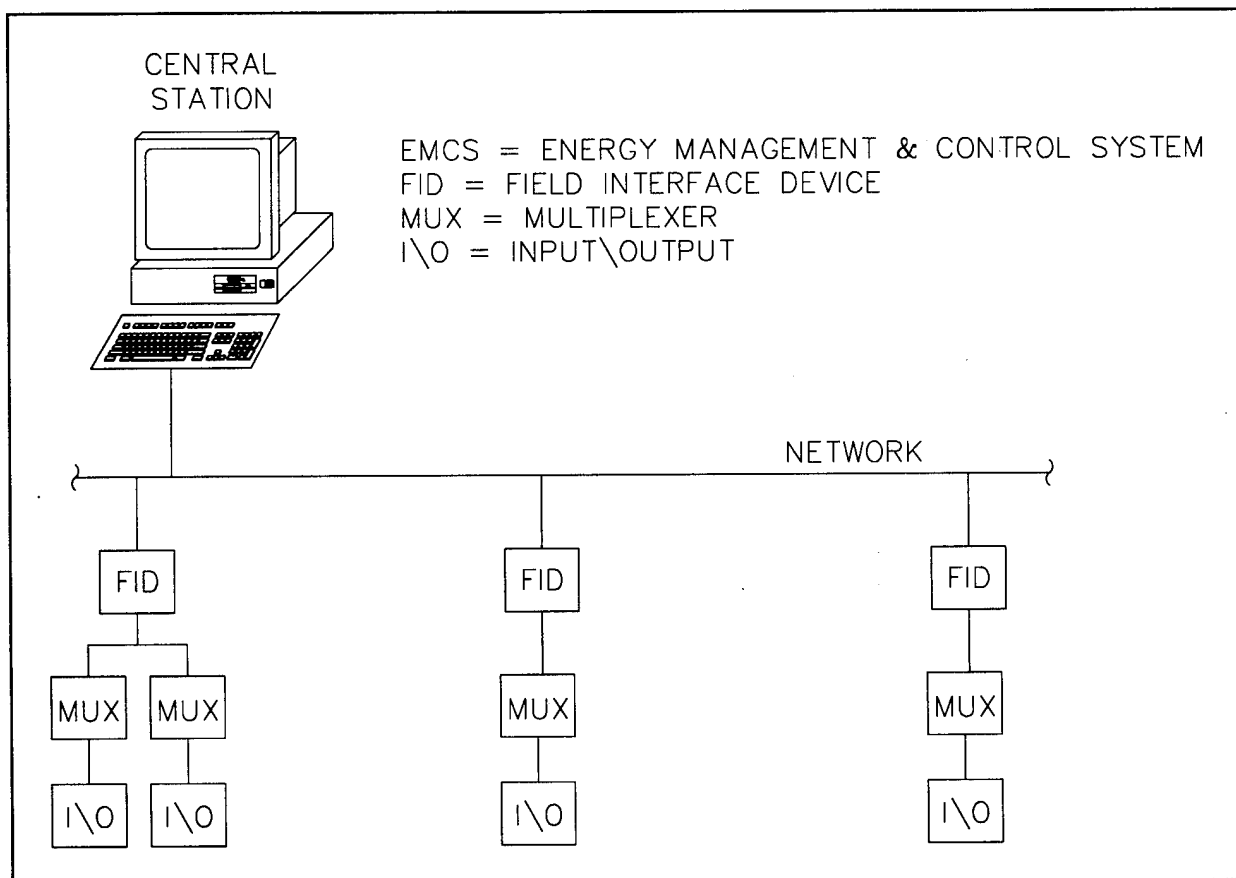 CENTRAL
STATION
EMCS = ENERGY MANAGEMENT & CONTROL SYSTEM
FID = FIELD INTERFACE DEVICE
MUX = MULTIPLEXER
I\O = INPUT\OUTPUT
NETWORK
FID
FID
FID
MUX
MUX
MUX
MUX
I\O
I\O
I\O
I\O